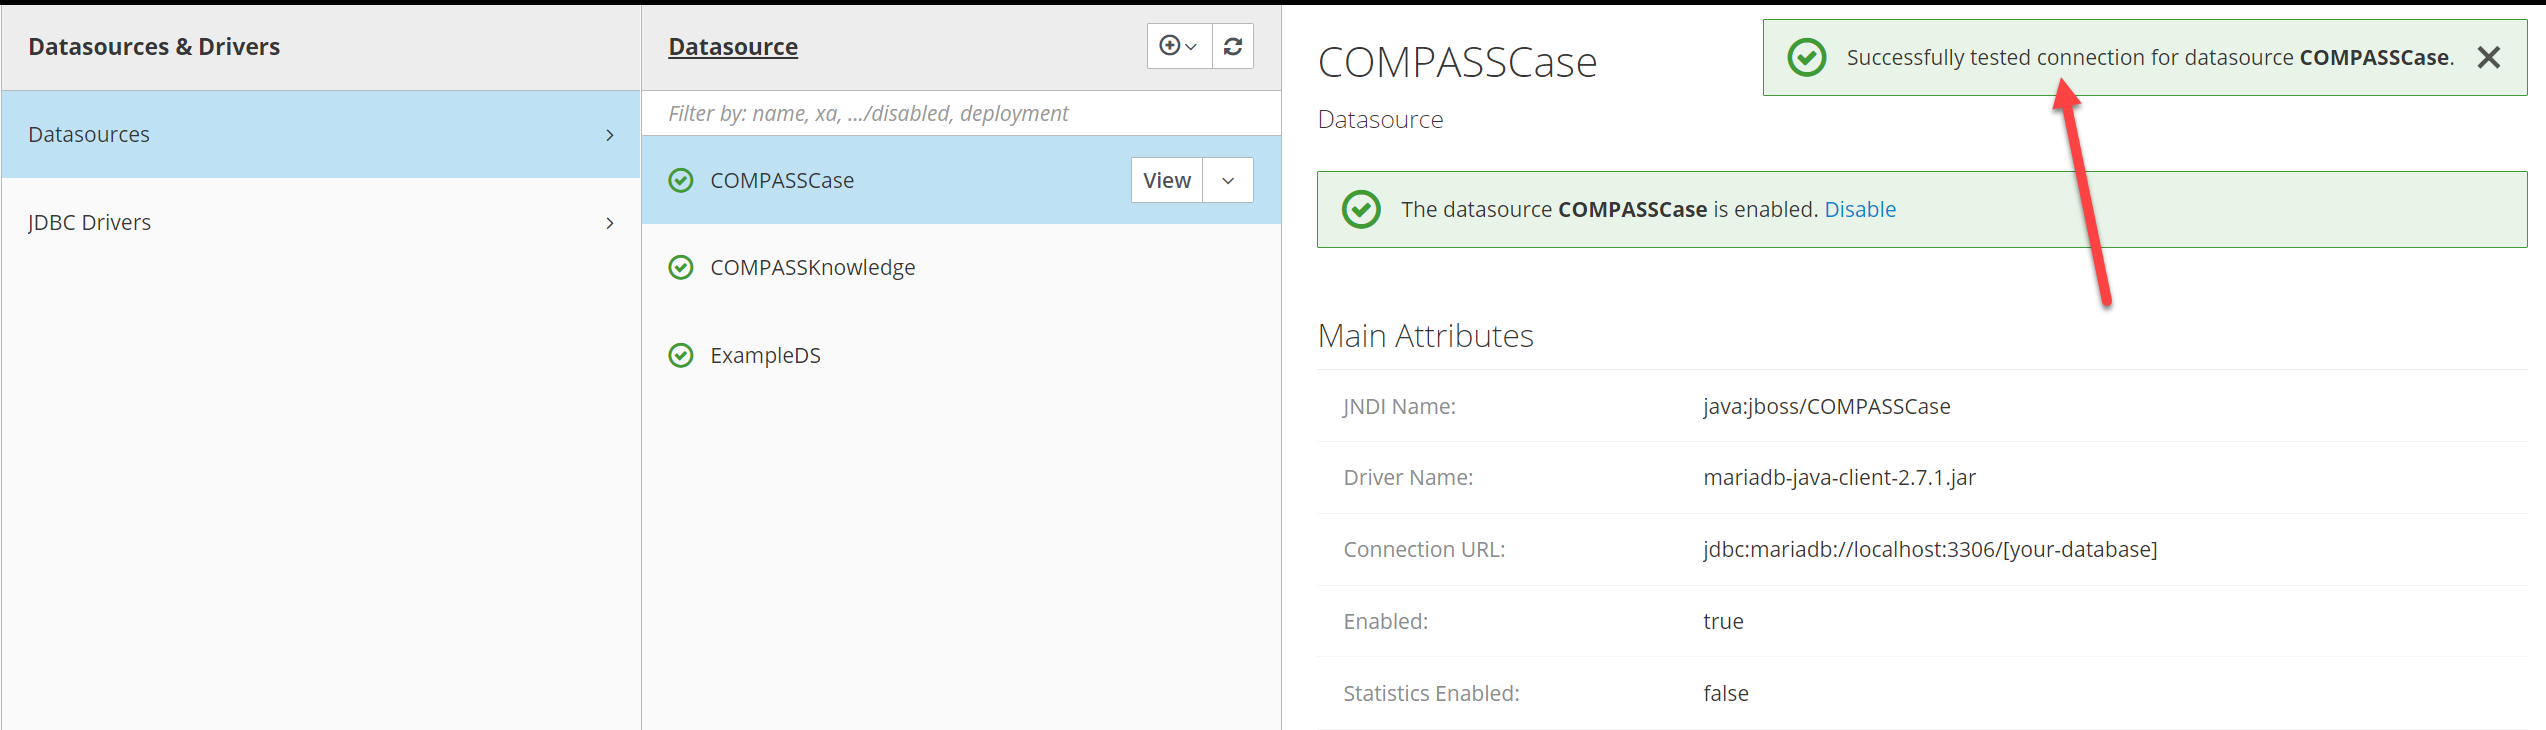 Datasources & Drivers
Datasources
JDBC Drivers
Datasource
Filter by: name, xa, .../disabled, deployment
COMPASSCase
View
COMPASSKnowledge
ExampleDS
COMPASSCase
Successfully tested connection for datasource COMPASSCase.
Datasource
The datasource COMPASSCase is enabled. Disable
Main Attributes
JNDI Name: java:jboss/COMPASSCase
Driver Name: mariadb-java-client-2.7.1.jar
Connection URL: jdbc:mariadb://localhost:3306/[your-database]
Enabled: true
Statistics Enabled: false